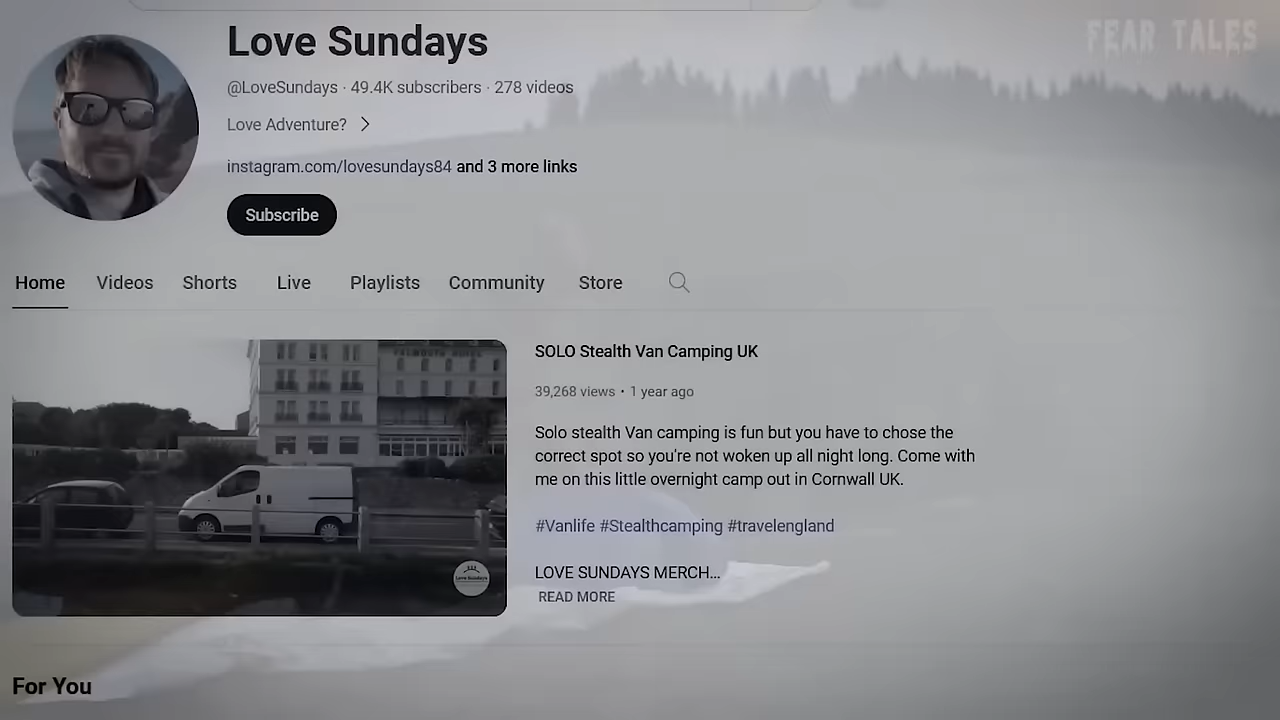 FEAR TALES
Love Sundays
@LoveSundays · 49.4K subscribers · 278 videos
Love Adventure?
instagram.com/lovesundays84 and 3 more links
Subscribe
Home Videos Shorts Live Playlists Community Store
SOLO Stealth Van Camping UK
39,268 views • 1 year ago
Solo stealth Van camping is fun but you have to chose the
correct spot so you're not woken up all night long. Come with
me on this little overnight camp out in Cornwall UK.
#Vanlife #Stealthcamping #travelengland
LOVE SUNDAYS MERCH...
READ MORE
FALMOUTH HOTEL
Love Sundays
For You